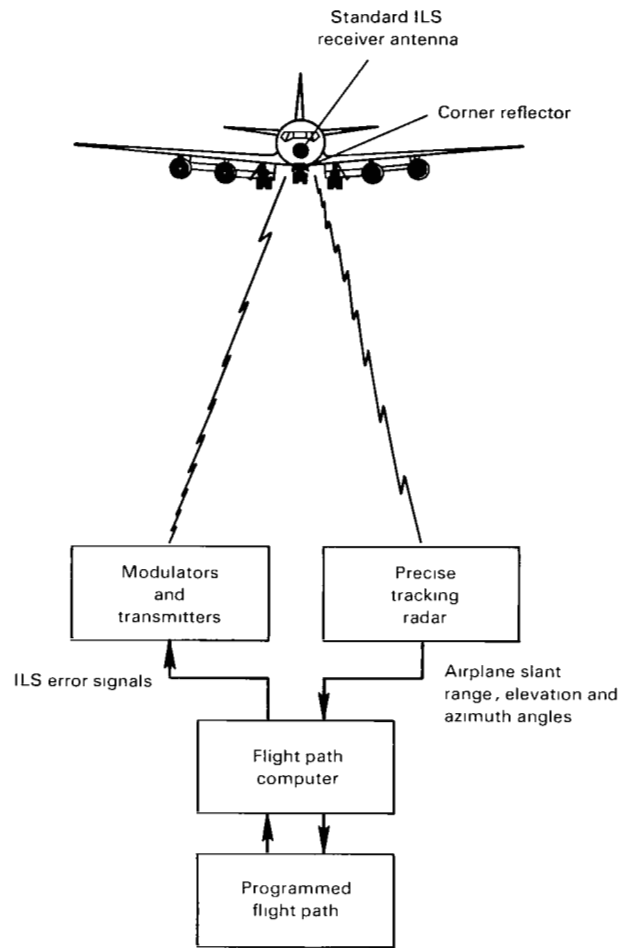 Standard ILS
receiver antenna
Corner reflector
Modulators
and
transmitters
Precise
tracking
radar
ILS error signals
Airplane slant
range, elevation and
azimuth angles
Flight path
computer
Programmed
flight path